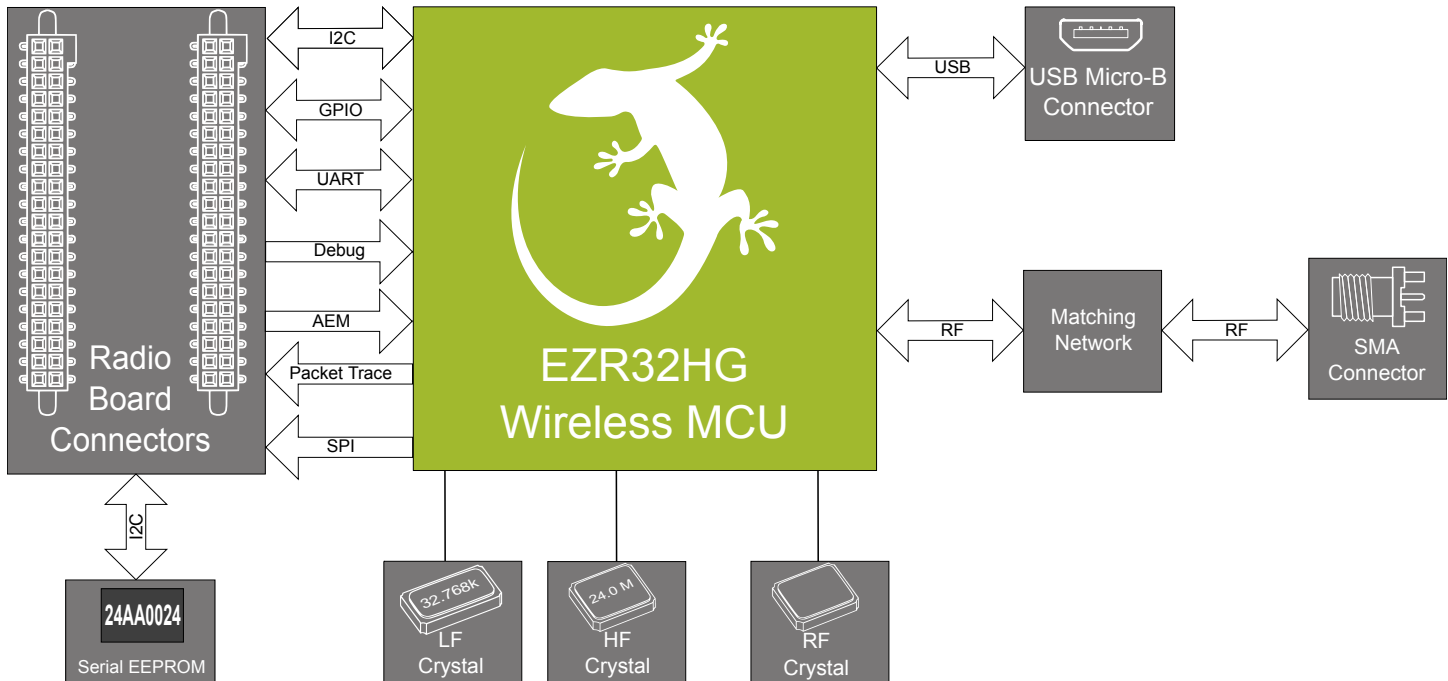 I2C
GPIO
UART
Debug
AEM
Packet Trace
SPI
Radio
Board
Connectors
I2C
24AA0024
Serial EEPROM
EZR32HG
Wireless MCU
32.768k
LF
Crystal
24.0 M
HF
Crystal
RF
Crystal
USB
USB Micro-B
Connector
RF
Matching
Network
RF
SMA
Connector